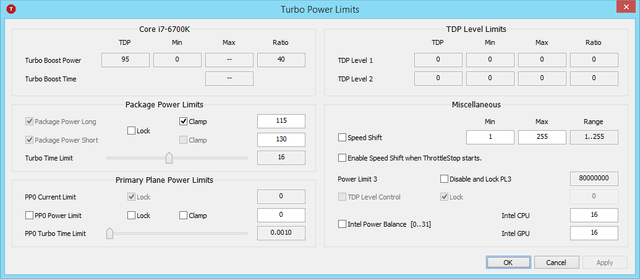 Turbo Power Limits
Core i7-6700K
TDP Min Max Ratio
Turbo Boost Power 95 0 -- 40
Turbo Boost Time --
TDP Level Limits
TDP Min Max Ratio
TDP Level 1 0 0 0 0
TDP Level 2 0 0 0 0
Package Power Limits
Package Power Long Clamp 115
Lock
Package Power Short Clamp 130
Turbo Time Limit 16
Primary Plane Power Limits
PP0 Current Limit Lock 0
PP0 Power Limit Lock Clamp 0
PP0 Turbo Time Limit 0.0010
Miscellaneous
Min Max Range
Speed Shift 1 255 1..255
Enable Speed Shift when ThrottleStop starts.
Power Limit 3 Disable and Lock PL3 80000000
TDP Level Control Lock 0
Intel Power Balance [0..31]
Intel CPU 16
Intel GPU 16
OK Cancel Apply